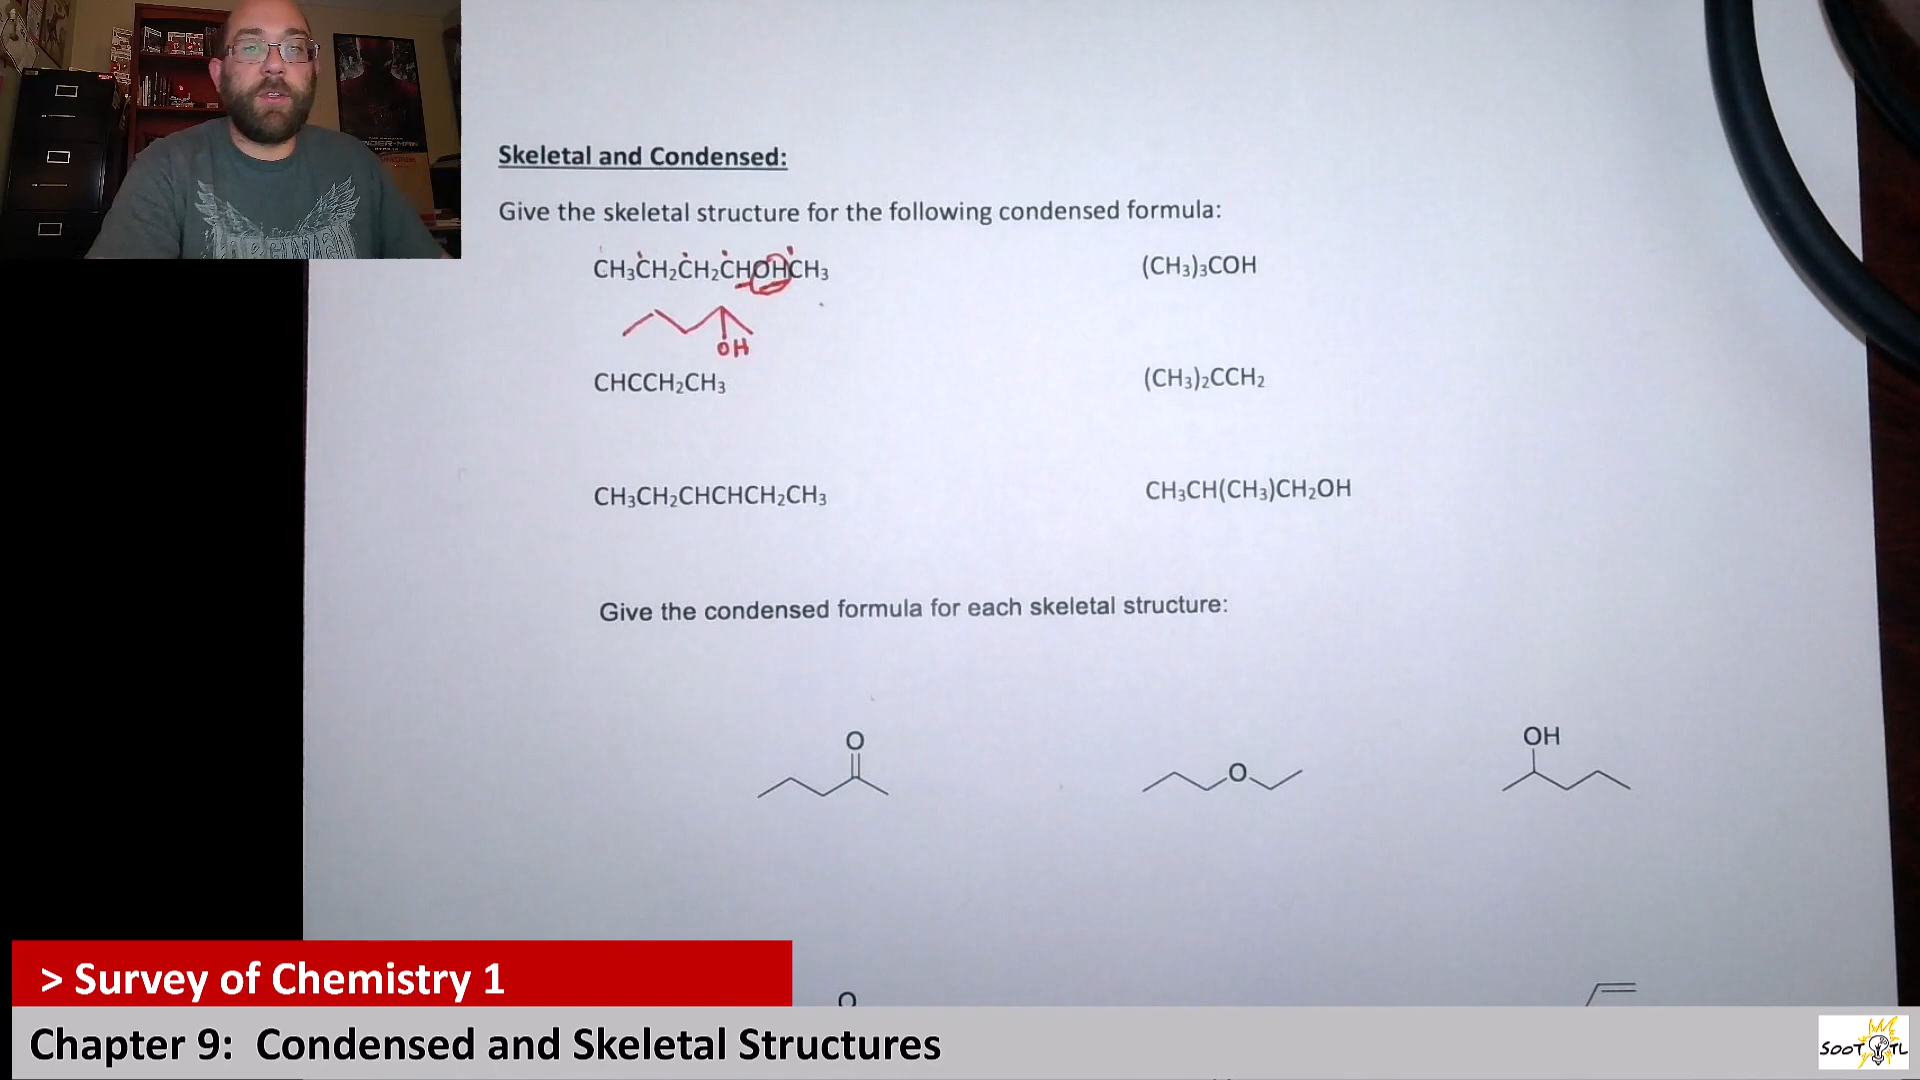 Skeletal and Condensed:
Give the skeletal structure for the following condensed formula:
CH₃CH₂CH₂CHOHCH₃
(CH₃)₃COH
OH
CHCCH₂CH₃
(CH₃)₂CCH₂
CH₃CH₂CHCHCH₂CH₃
CH₃CH(CH₃)CH₂OH
Give the condensed formula for each skeletal structure:
O
O
OH
O
> Survey of Chemistry 1
Chapter 9: Condensed and Skeletal Structures
SOOT TL